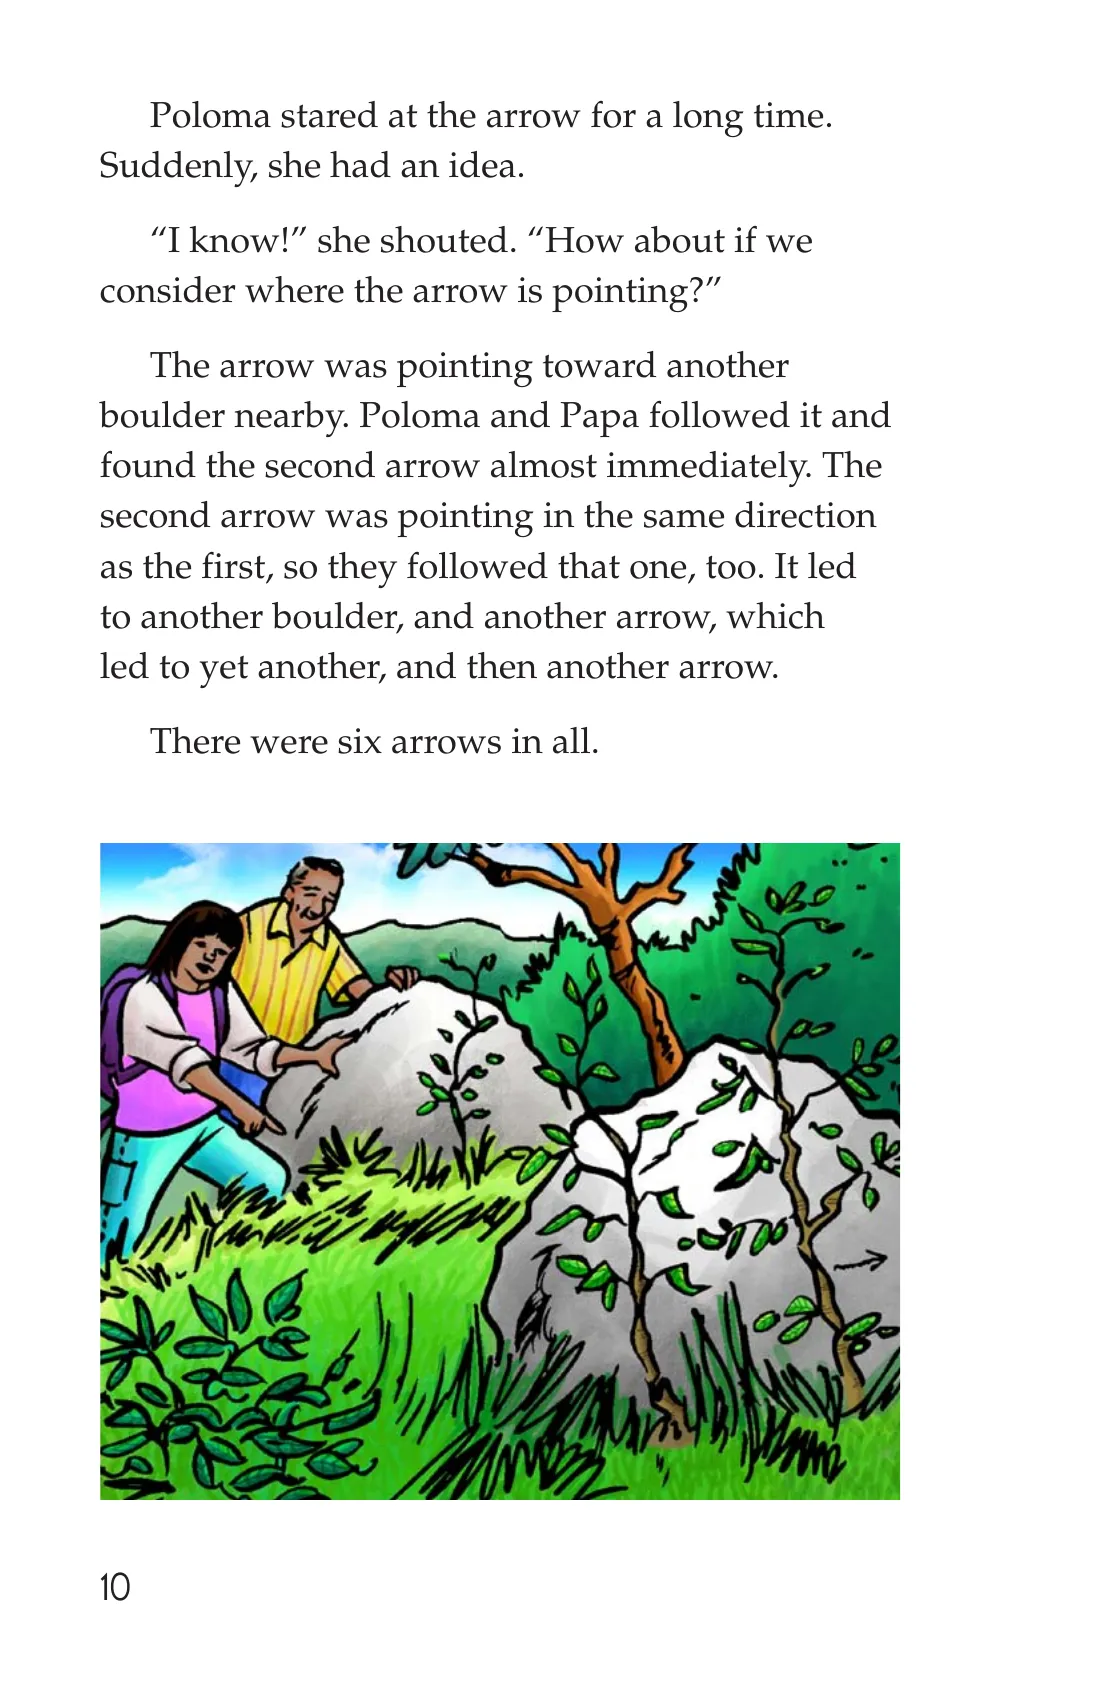 Poloma stared at the arrow for a long time.
Suddenly, she had an idea.
“I know!” she shouted. “How about if we
consider where the arrow is pointing?”
The arrow was pointing toward another
boulder nearby. Poloma and Papa followed it and
found the second arrow almost immediately. The
second arrow was pointing in the same direction
as the first, so they followed that one, too. It led
to another boulder, and another arrow, which
led to yet another, and then another arrow.
There were six arrows in all.
10